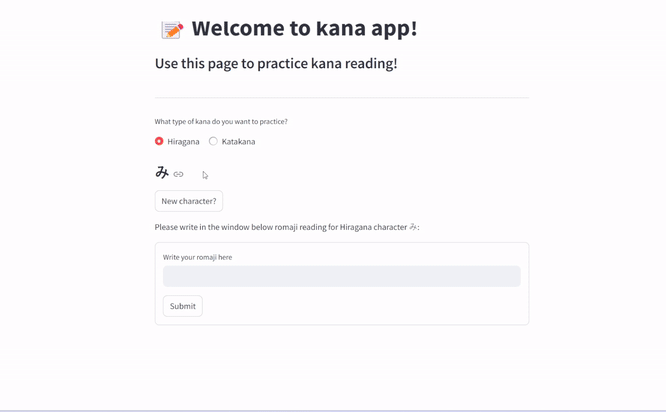 📝 Welcome to kana app!
Use this page to practice kana reading!
What type of kana do you want to practice?
Hiragana Katakana
み
New character?
Please write in the window below romaji reading for Hiragana character み:
Write your romaji here
Submit